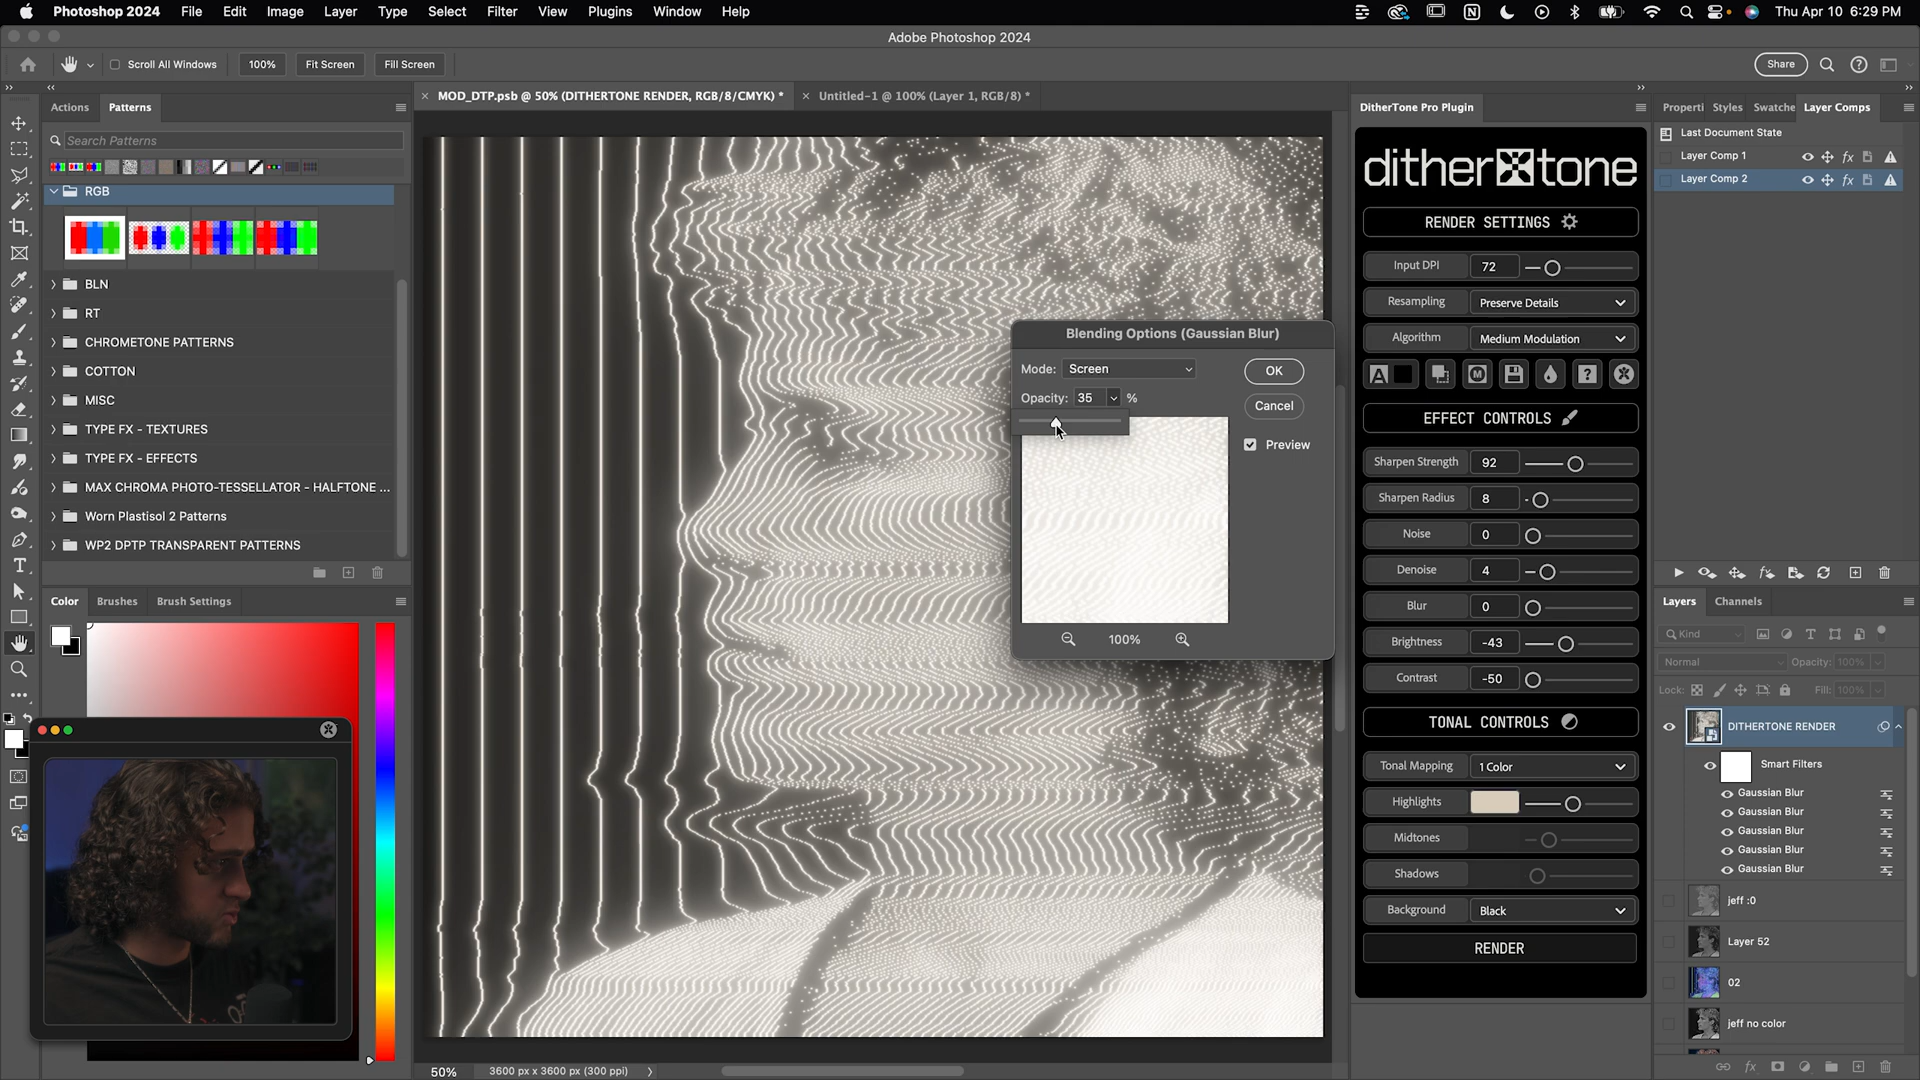 Photoshop 2024 File Edit Image Layer Type Select Filter View Plugins Window Help
Thu Apr 10 6:29 PM
Adobe Photoshop 2024
Scroll All Windows 100% Fit Screen Fill Screen
Share
MOD_DTP.psb @ 50% (DITHERTONE RENDER, RGB/8/CMYK) *
Untitled-1 @ 100% (Layer 1, RGB/8) *
Actions Patterns
Search Patterns
RGB
BLN
RT
CHROMETONE PATTERNS
COTTON
MISC
TYPE FX - TEXTURES
TYPE FX - EFFECTS
MAX CHROMA PHOTO-TESSELLATOR - HALFTONE ...
Worn Plastisol 2 Patterns
WP2 DPTP TRANSPARENT PATTERNS
Color Brushes Brush Settings
50% 3600 px x 3600 px (300 ppi)
Blending Options (Gaussian Blur)
Mode: Screen
OK
Opacity: 35 %
Cancel
Preview
100%
DitherTone Pro Plugin
dither tone
RENDER SETTINGS
Input DPI 72
Resampling Preserve Details
Algorithm Medium Modulation
A M ?
EFFECT CONTROLS
Sharpen Strength 92
Sharpen Radius 8
Noise 0
Denoise 4
Blur 0
Brightness -43
Contrast -50
TONAL CONTROLS
Tonal Mapping 1 Color
Highlights
Midtones
Shadows
Background Black
RENDER
Properti Styles Swatche Layer Comps
Last Document State
Layer Comp 1
Layer Comp 2
Layers Channels
Kind
Normal Opacity: 100%
Lock: Fill: 100%
DITHERTONE RENDER
Smart Filters
Gaussian Blur
Gaussian Blur
Gaussian Blur
Gaussian Blur
Gaussian Blur
jeff :0
Layer 52
02
jeff no color